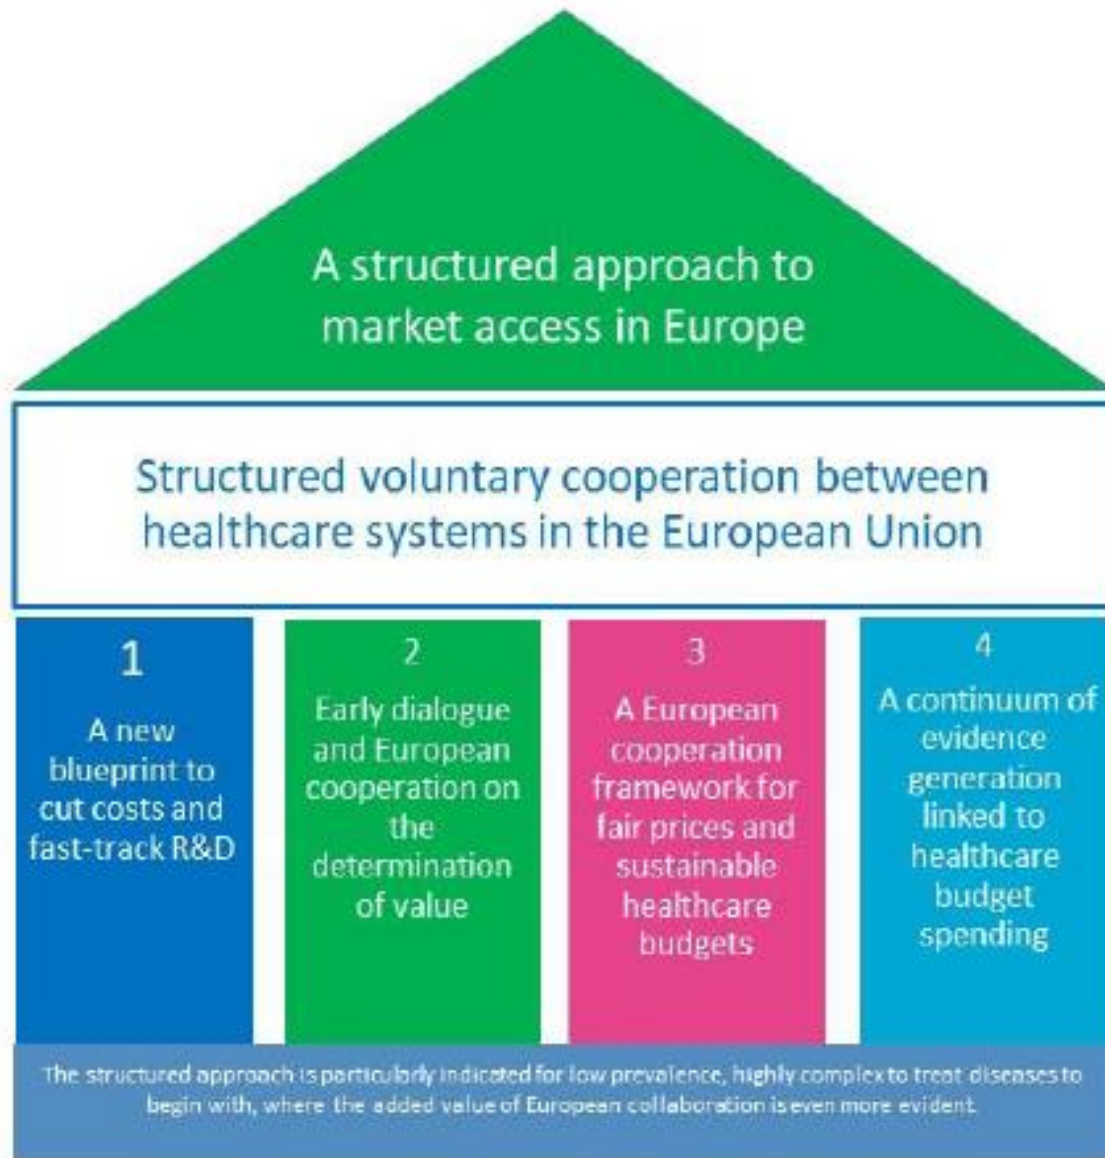 A structured approach to
market access in Europe
Structured voluntary cooperation between
healthcare systems in the European Union
1
A new
blueprint to
cut costs and
fast-track R&D
2
Early dialogue
and European
cooperation on
the
determination
of value
3
A European
cooperation
framework for
fair prices and
sustainable
healthcare
budgets
4
A continuum of
evidence
generation
linked to
healthcare
budget
spending
The structured approach is particularly indicated for low prevalence, highly complex to treat diseases to
begin with, where the added value of European collaboration is even more evident.